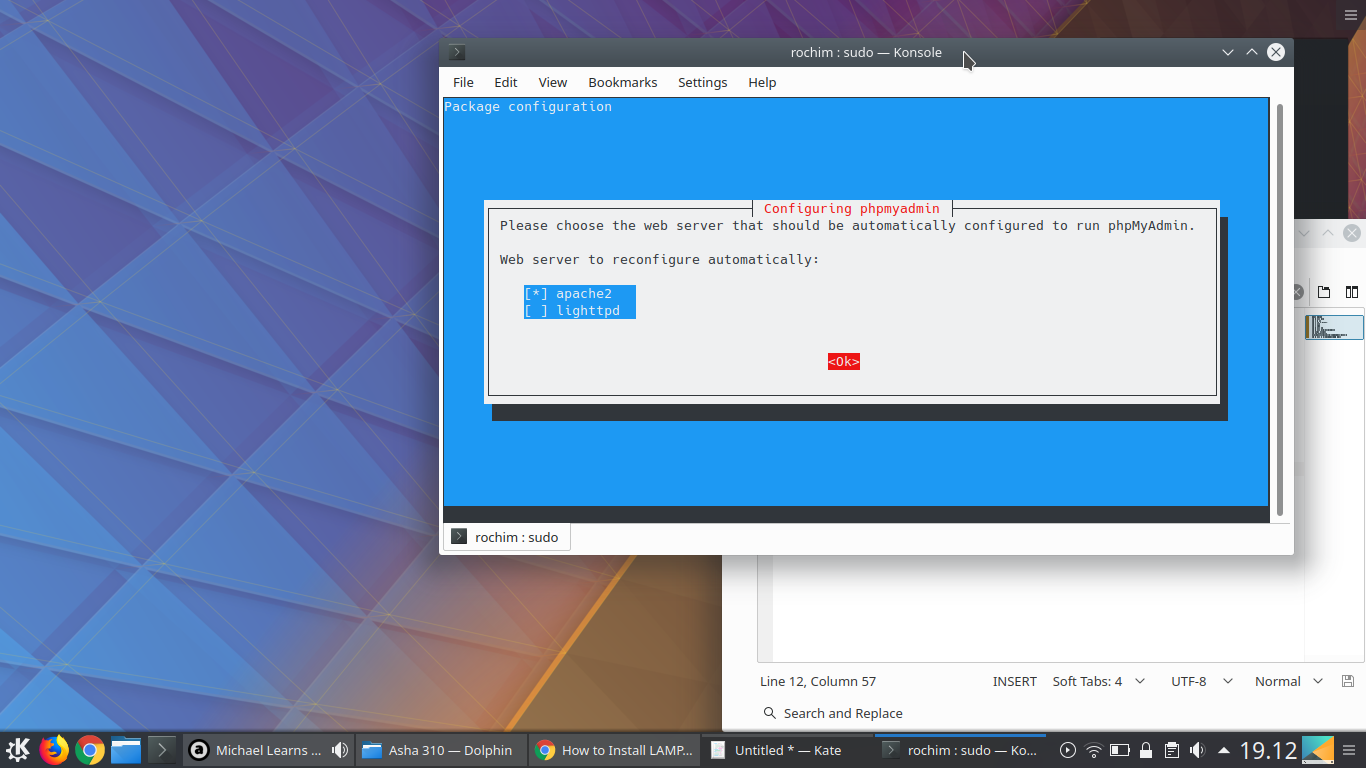 rochim : sudo — Konsole
File Edit View Bookmarks Settings Help
Package configuration
Configuring phpmyadmin
Please choose the web server that should be automatically configured to run phpMyAdmin.
Web server to reconfigure automatically:
[*] apache2
[ ] lighttpd
<Ok>
rochim : sudo
Line 12, Column 57 INSERT Soft Tabs: 4 UTF-8 Normal
Search and Replace
Michael Learns ... Asha 310 — Dolphin How to Install LAMP... Untitled * — Kate rochim : sudo — Ko... 19.12